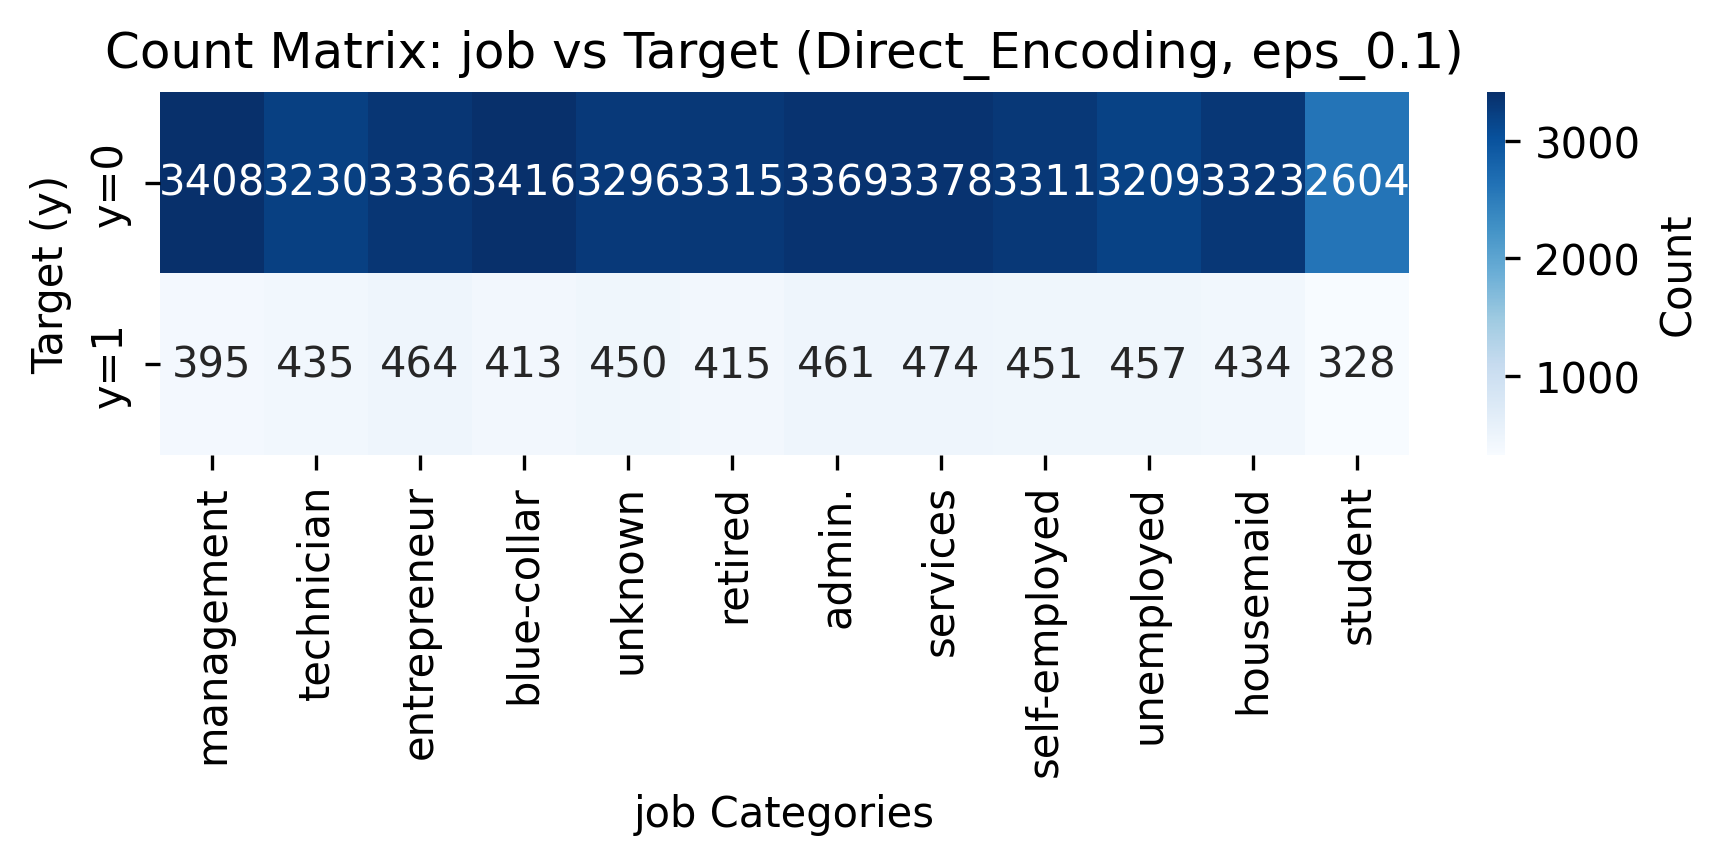 Count Matrix: job vs Target (Direct_Encoding, eps_0.1)
Target (y)
y=0
3408 3230 3336 3416 3296 3315 3369 3378 3311 3209 3323 2604
y=1
395 435 464 413 450 415 461 474 451 457 434 328
management
technician
entrepreneur
blue-collar
unknown
retired
admin.
services
self-employed
unemployed
housemaid
student
job Categories
3000
2000
1000
Count